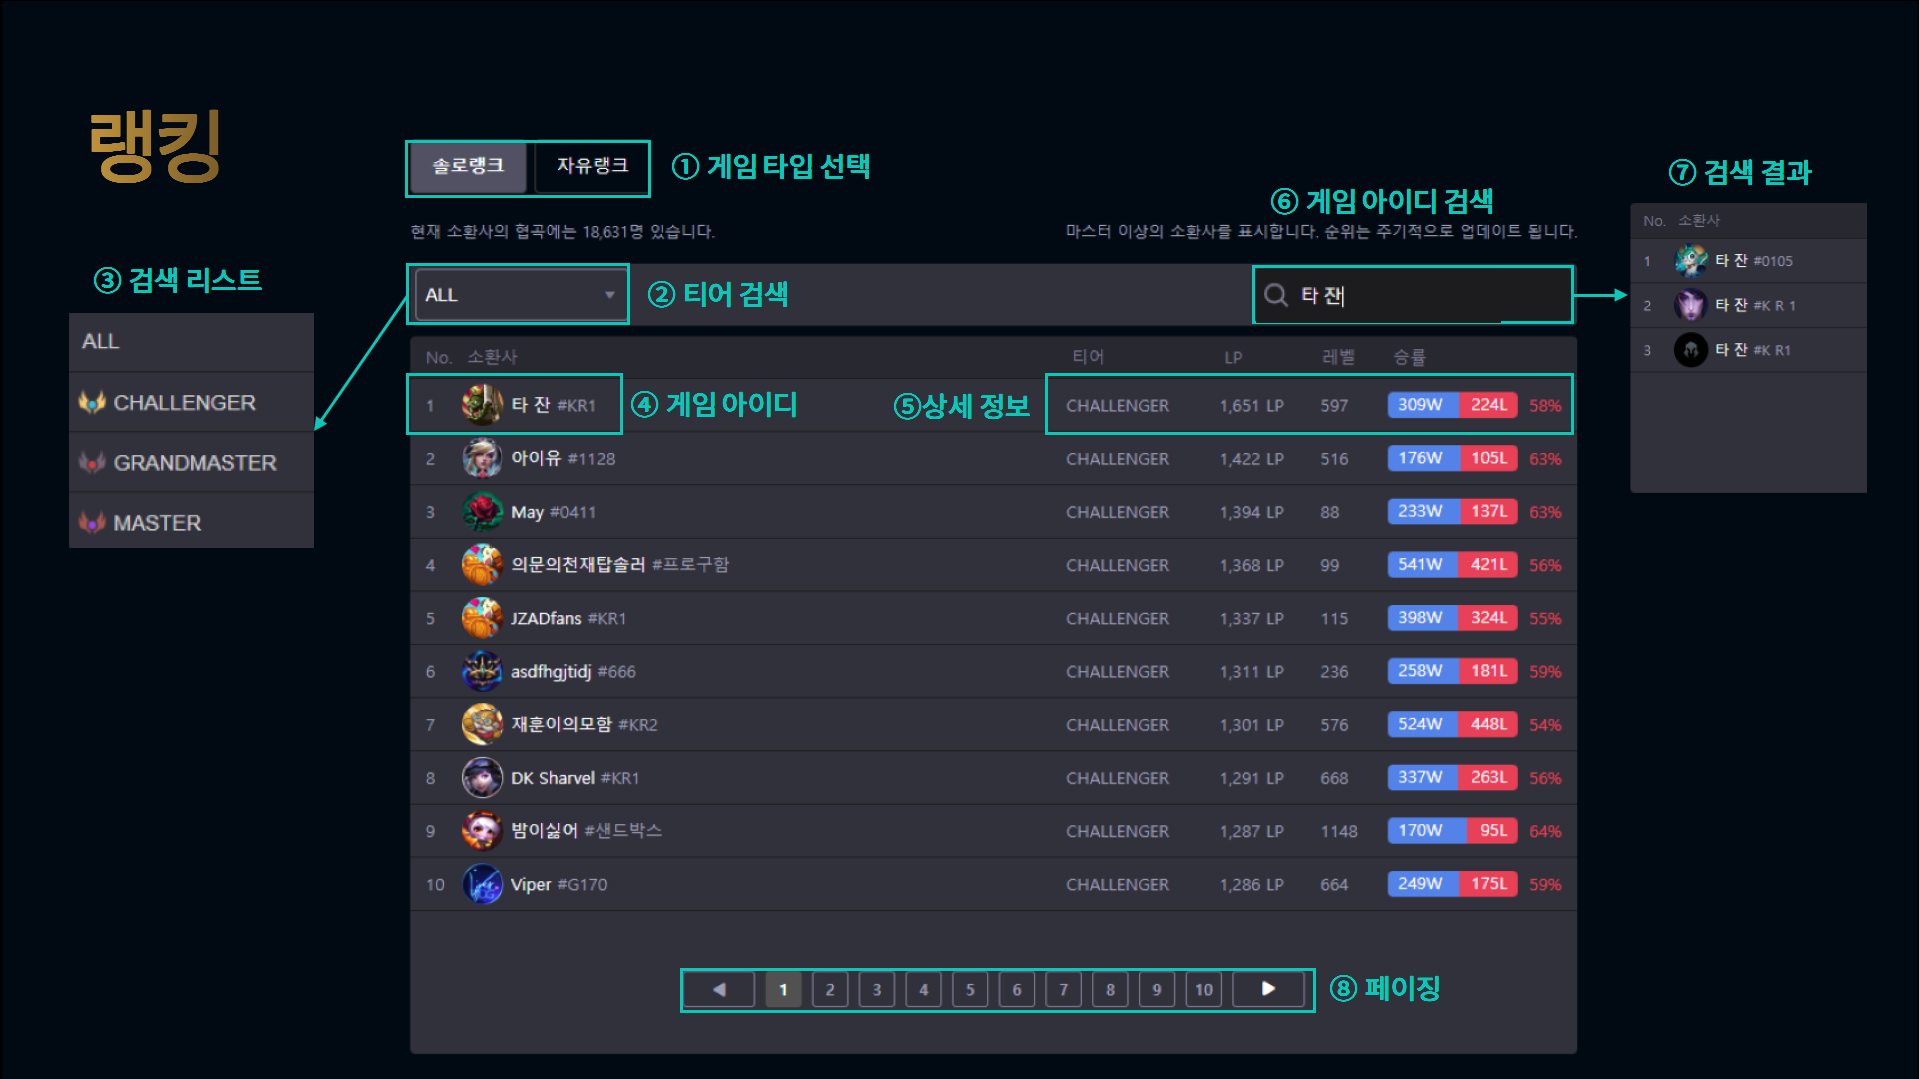 랭킹
솔로랭크 자유랭크 ① 게임 타입 선택
현재 소환사의 협곡에는 18,631명 있습니다.
⑥ 게임 아이디 검색
마스터 이상의 소환사를 표시합니다. 순위는 주기적으로 업데이트 됩니다.
③ 검색 리스트
ALL
CHALLENGER
GRANDMASTER
MASTER
ALL ② 티어 검색 타 잔
No. 소환사 티어 LP 레벨 승률
1 타 잔 #KR1 ④ 게임 아이디 ⑤상세 정보 CHALLENGER 1,651 LP 597 309W 224L 58%
2 아이유 #1128 CHALLENGER 1,422 LP 516 176W 105L 63%
3 May #0411 CHALLENGER 1,394 LP 88 233W 137L 63%
4 의문의천재탑솔러 #프로구함 CHALLENGER 1,368 LP 99 541W 421L 56%
5 JZADfans #KR1 CHALLENGER 1,337 LP 115 398W 324L 55%
6 asdfhgjtidj #666 CHALLENGER 1,311 LP 236 258W 181L 59%
7 재훈이의모함 #KR2 CHALLENGER 1,301 LP 576 524W 448L 54%
8 DK Sharvel #KR1 CHALLENGER 1,291 LP 668 337W 263L 56%
9 밤이싫어 #샌드박스 CHALLENGER 1,287 LP 1148 170W 95L 64%
10 Viper #G170 CHALLENGER 1,286 LP 664 249W 175L 59%
◀ 1 2 3 4 5 6 7 8 9 10 ▶ ⑧ 페이징
⑦ 검색 결과
No. 소환사
1 타 잔 #0105
2 타 잔 #K R 1
3 타 잔 #K R1